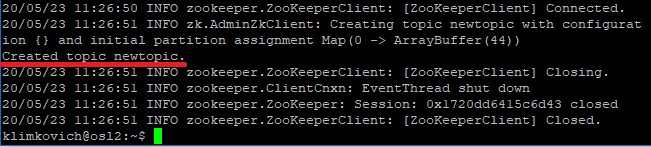 20/05/23 11:26:50 INFO zookeeper.ZooKeeperClient: [ZooKeeperClient] Connected.
20/05/23 11:26:51 INFO zk.AdminZkClient: Creating topic newtopic with configurat
ion {} and initial partition assignment Map(0 -> ArrayBuffer(44))
Created topic newtopic.
20/05/23 11:26:51 INFO zookeeper.ZooKeeperClient: [ZooKeeperClient] Closing.
20/05/23 11:26:51 INFO zookeeper.ClientCnxn: EventThread shut down
20/05/23 11:26:51 INFO zookeeper.ZooKeeper: Session: 0x1720dd6415c6d43 closed
20/05/23 11:26:51 INFO zookeeper.ZooKeeperClient: [ZooKeeperClient] Closed.
klimkovich@osl2:~$